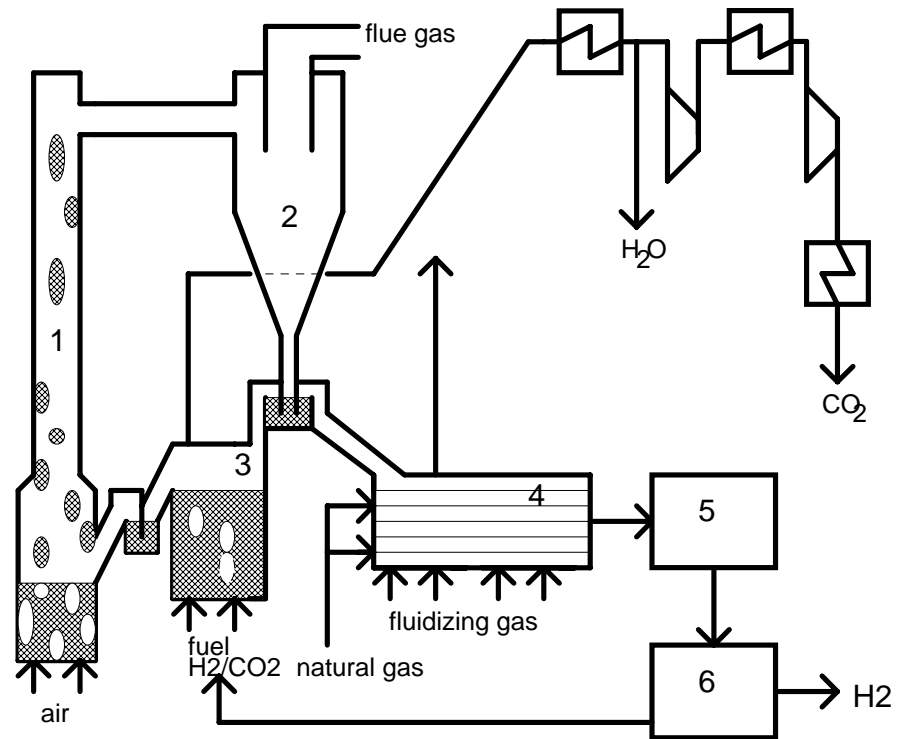 flue gas
2
H2O
1
CO2
3
4
5
fluidizing gas
fuel
H2/CO2
natural gas
6
H2
air